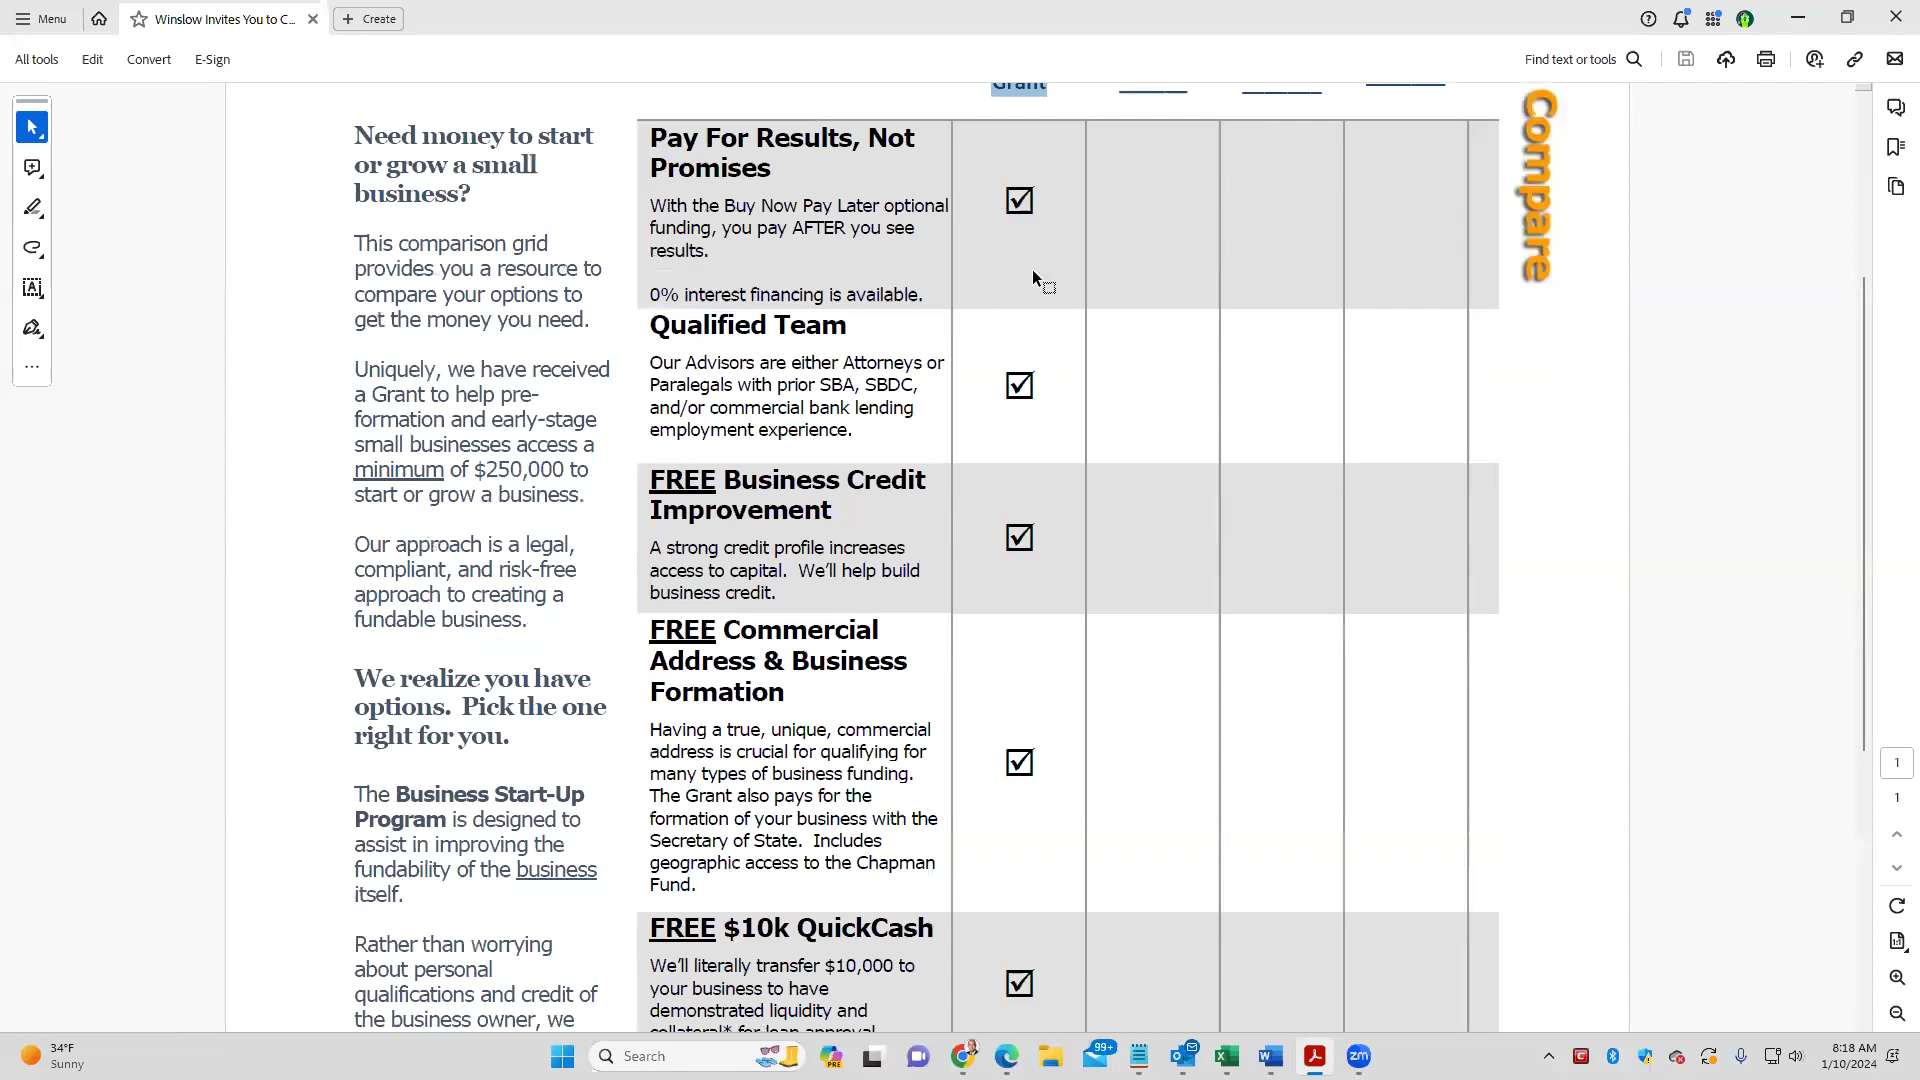 Menu
Winslow Invites You to C...
Create
All tools
Edit
Convert
E-Sign
Find text or tools
Grant
Need money to start
or grow a small
business?
This comparison grid
provides you a resource to
compare your options to
get the money you need.
Uniquely, we have received
a Grant to help pre-
formation and early-stage
small businesses access a
minimum of $250,000 to
start or grow a business.
Our approach is a legal,
compliant, and risk-free
approach to creating a
fundable business.
We realize you have
options.  Pick the one
right for you.
The Business Start-Up
Program is designed to
assist in improving the
fundability of the business
itself.
Rather than worrying
about personal
qualifications and credit of
the business owner, we
Pay For Results, Not
Promises
With the Buy Now Pay Later optional
funding, you pay AFTER you see
results.
0% interest financing is available.
Qualified Team
Our Advisors are either Attorneys or
Paralegals with prior SBA, SBDC,
and/or commercial bank lending
employment experience.
FREE Business Credit
Improvement
A strong credit profile increases
access to capital.  We'll help build
business credit.
FREE Commercial
Address & Business
Formation
Having a true, unique, commercial
address is crucial for qualifying for
many types of business funding.
The Grant also pays for the
formation of your business with the
Secretary of State.  Includes
geographic access to the Chapman
Fund.
FREE $10k QuickCash
We'll literally transfer $10,000 to
your business to have
demonstrated liquidity and
collateral* for loan approval
Compare
1
1
34°F
Sunny
Search
PRE
99+
zm
8:18 AM
1/10/2024